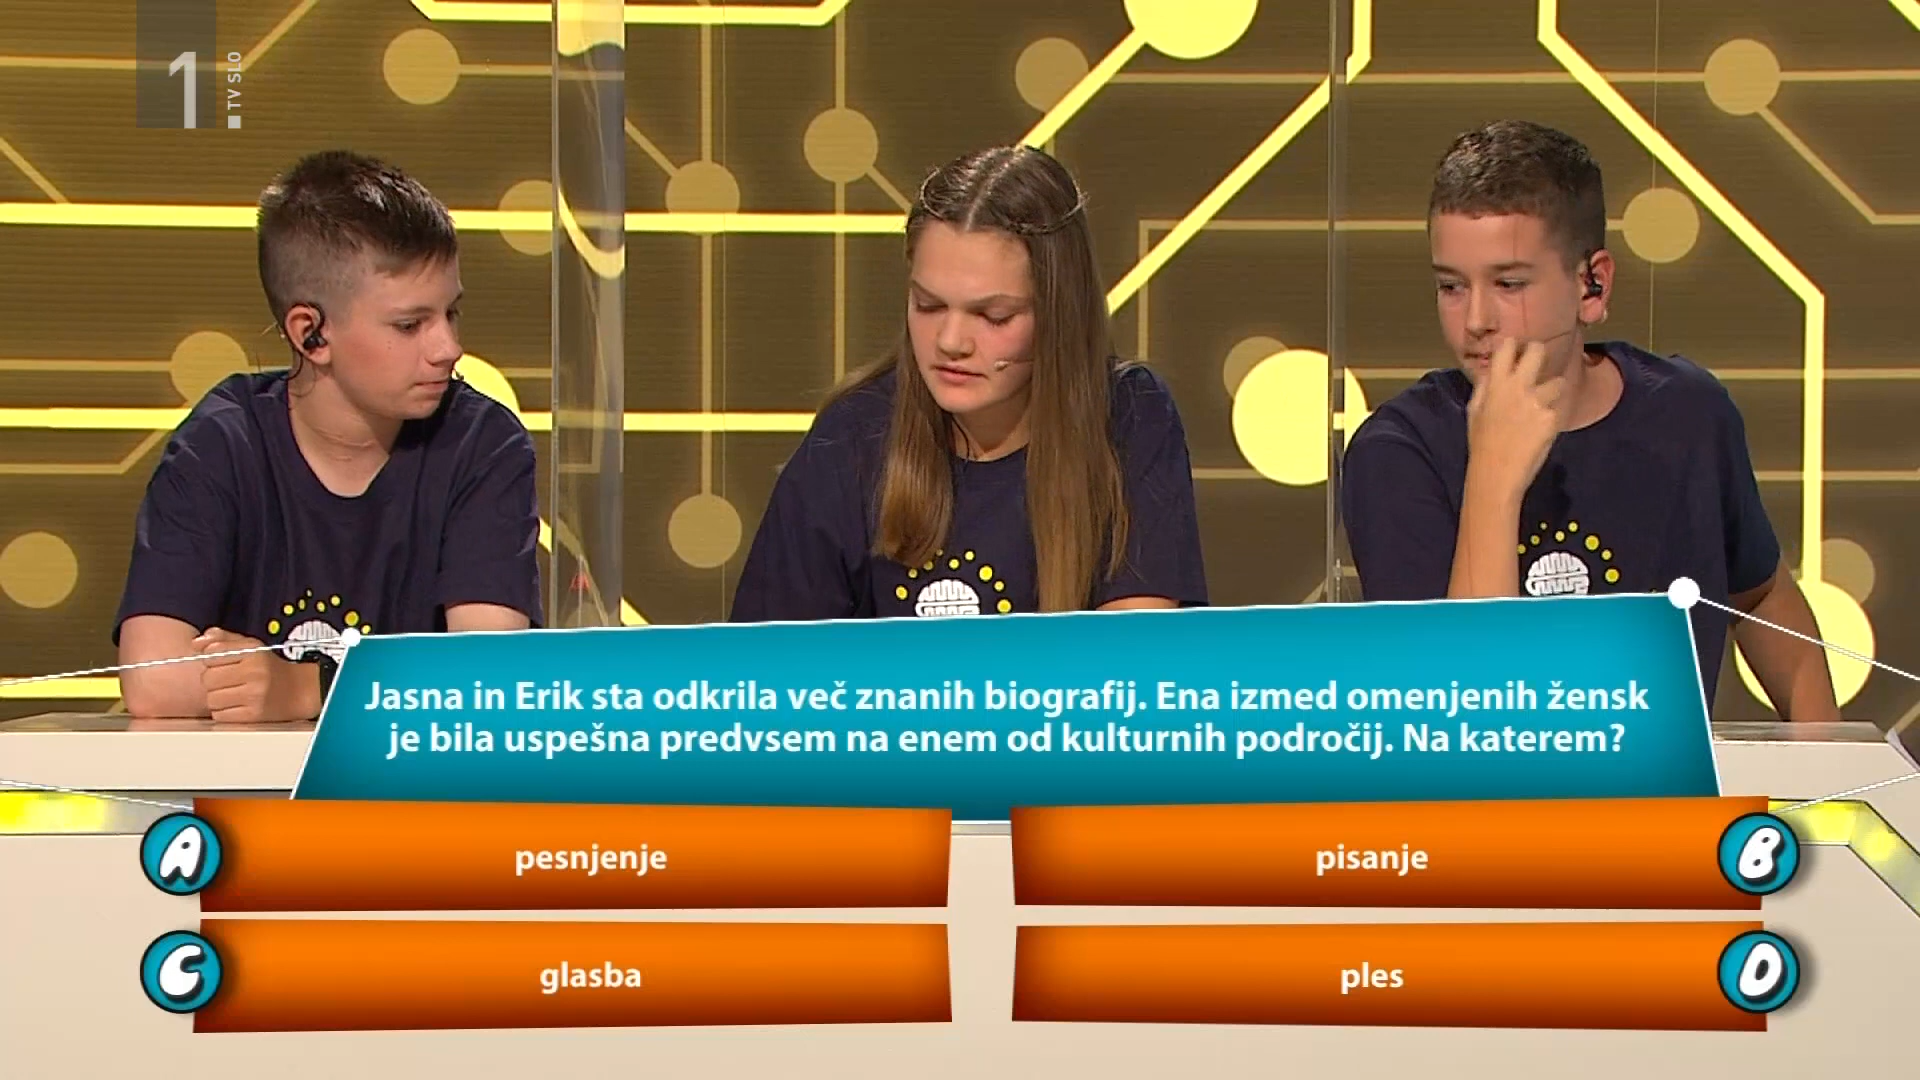 1
TV SLO
Jasna in Erik sta odkrila več znanih biografij. Ena izmed omenjenih žensk
je bila uspešna predvsem na enem od kulturnih področij. Na katerem?
A pesnjenje
B pisanje
C glasba
D ples